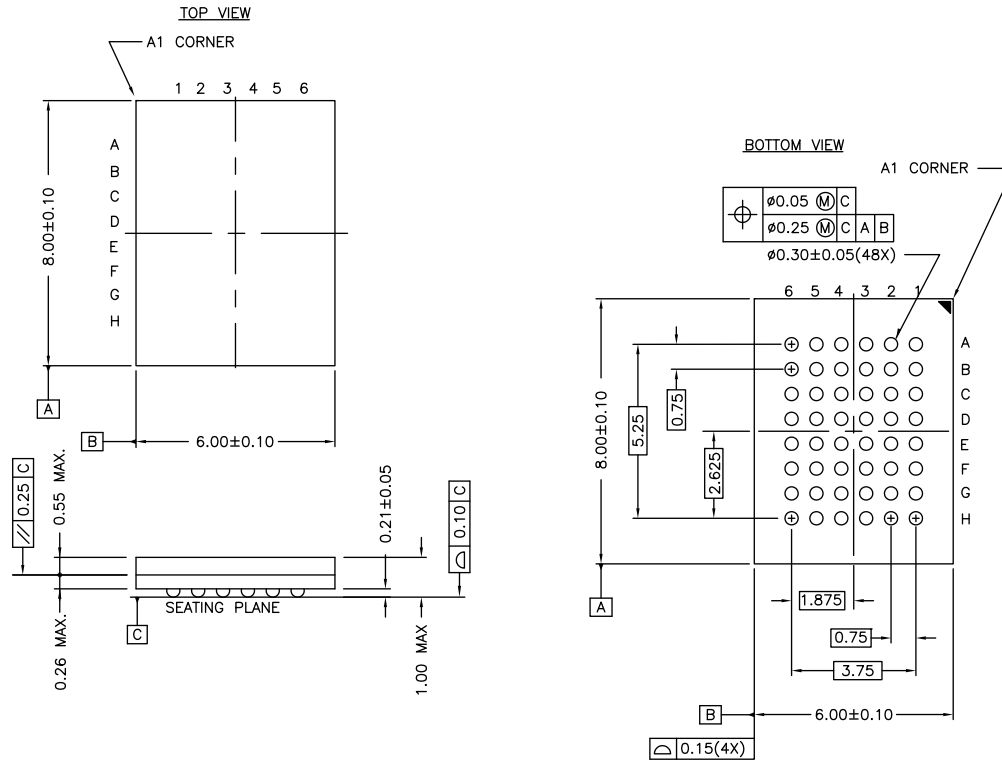 TOP VIEW
A1 CORNER
1 2 3 4 5 6
A
B
C
D
E
F
G
H
8.00±0.10
A
B
6.00±0.10
// 0.25 C
0.55 MAX.
0.21±0.05
⌓ 0.10 C
SEATING PLANE
C
0.26 MAX.
1.00 MAX
BOTTOM VIEW
A1 CORNER
⌖ ø0.05 Ⓜ C
ø0.25 Ⓜ C A B
ø0.30±0.05(48X)
6 5 4 3 2 1
A
B
C
D
E
F
G
H
8.00±0.10
5.25
0.75
2.625
A
1.875
0.75
3.75
B
6.00±0.10
⌓ 0.15(4X)